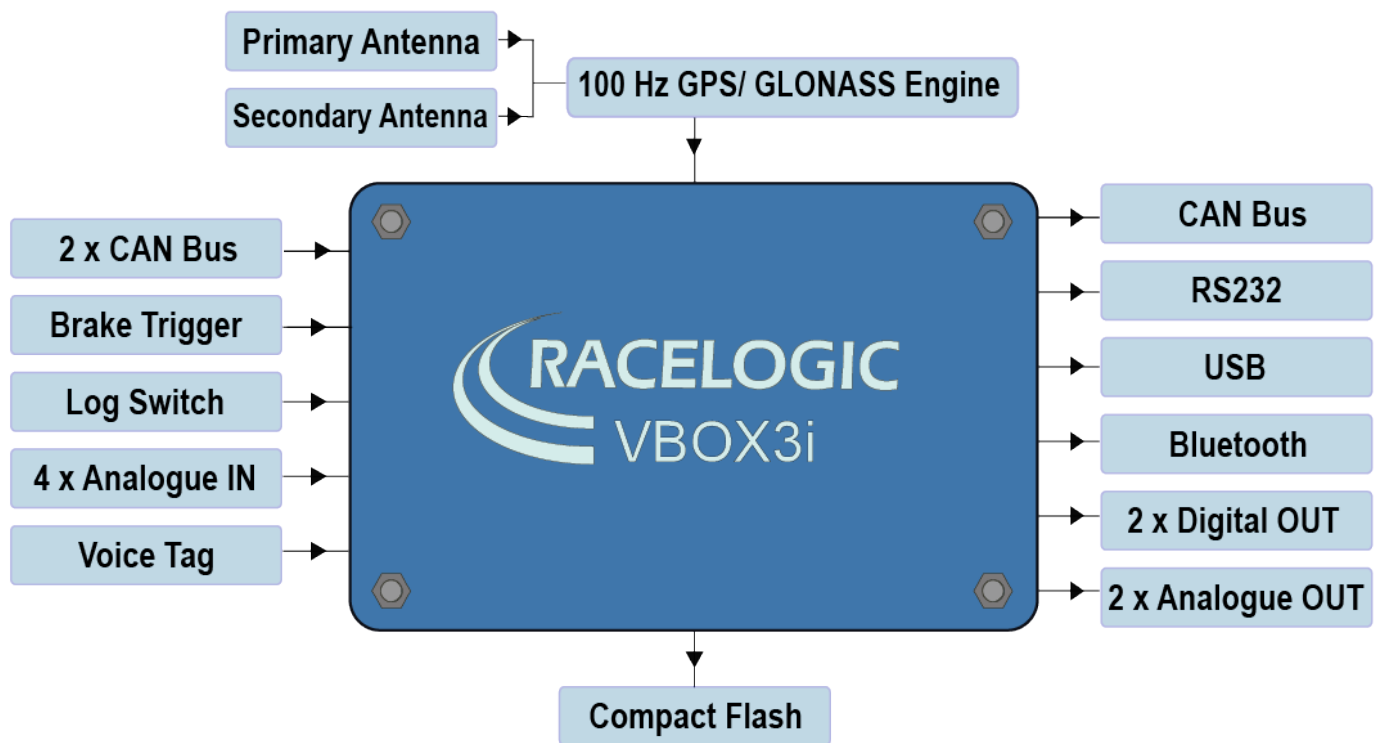 Primary Antenna
Secondary Antenna
100 Hz GPS/ GLONASS Engine
2 x CAN Bus
Brake Trigger
Log Switch
4 x Analogue IN
Voice Tag
RACELOGIC
VBOX3i
CAN Bus
RS232
USB
Bluetooth
2 x Digital OUT
2 x Analogue OUT
Compact Flash